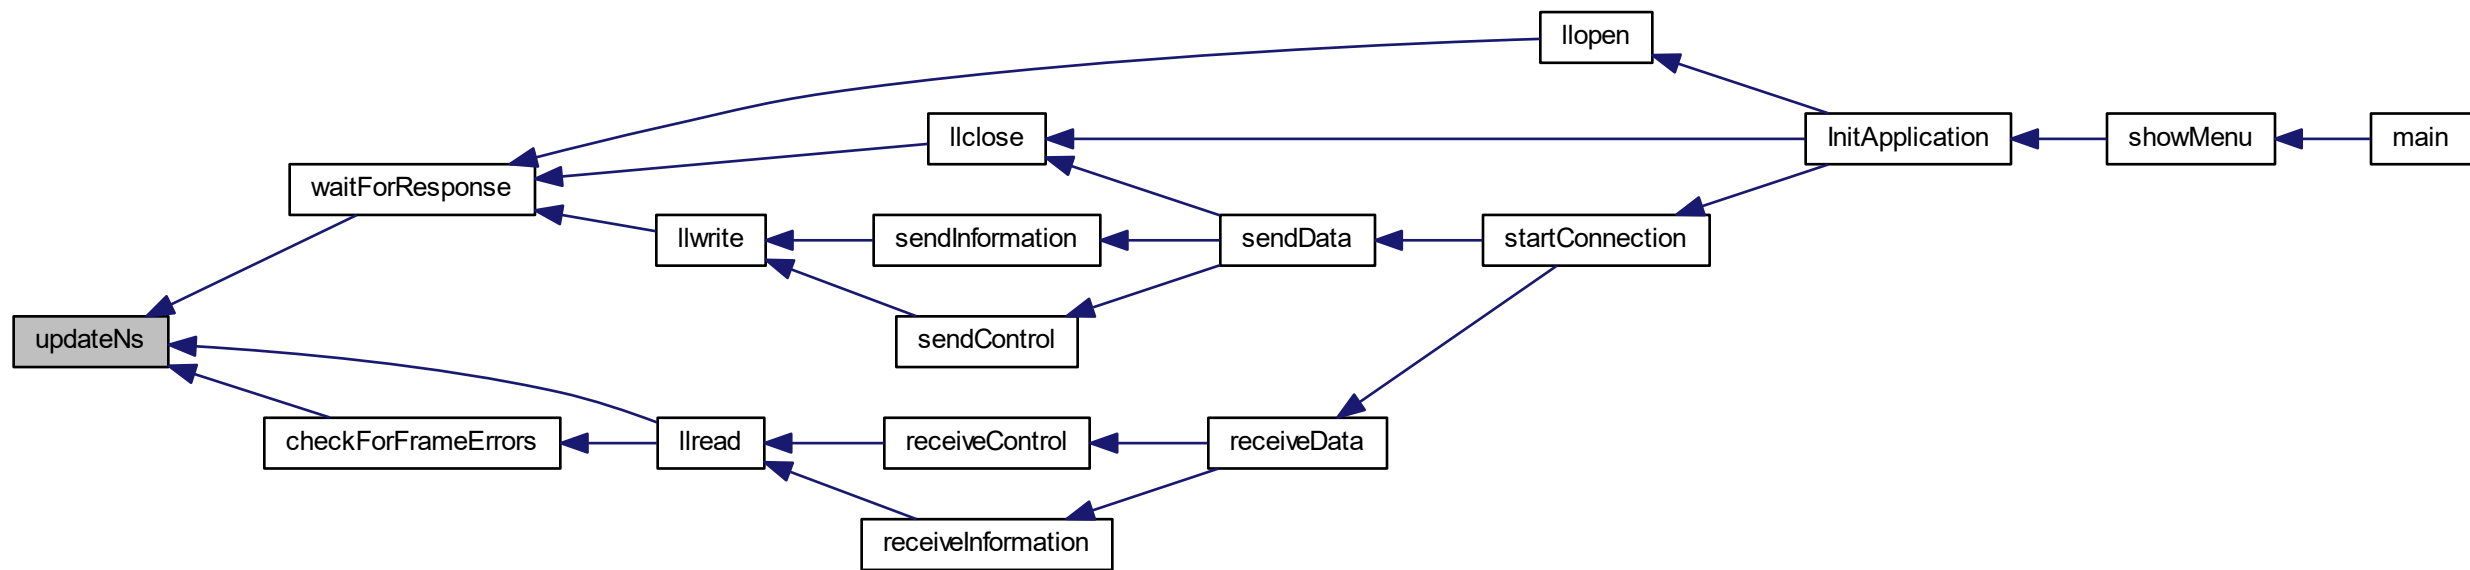 llopen
llclose
InitApplication
showMenu
main
waitForResponse
llwrite
sendInformation
sendData
startConnection
updateNs
sendControl
checkForFrameErrors
llread
receiveControl
receiveData
receiveInformation